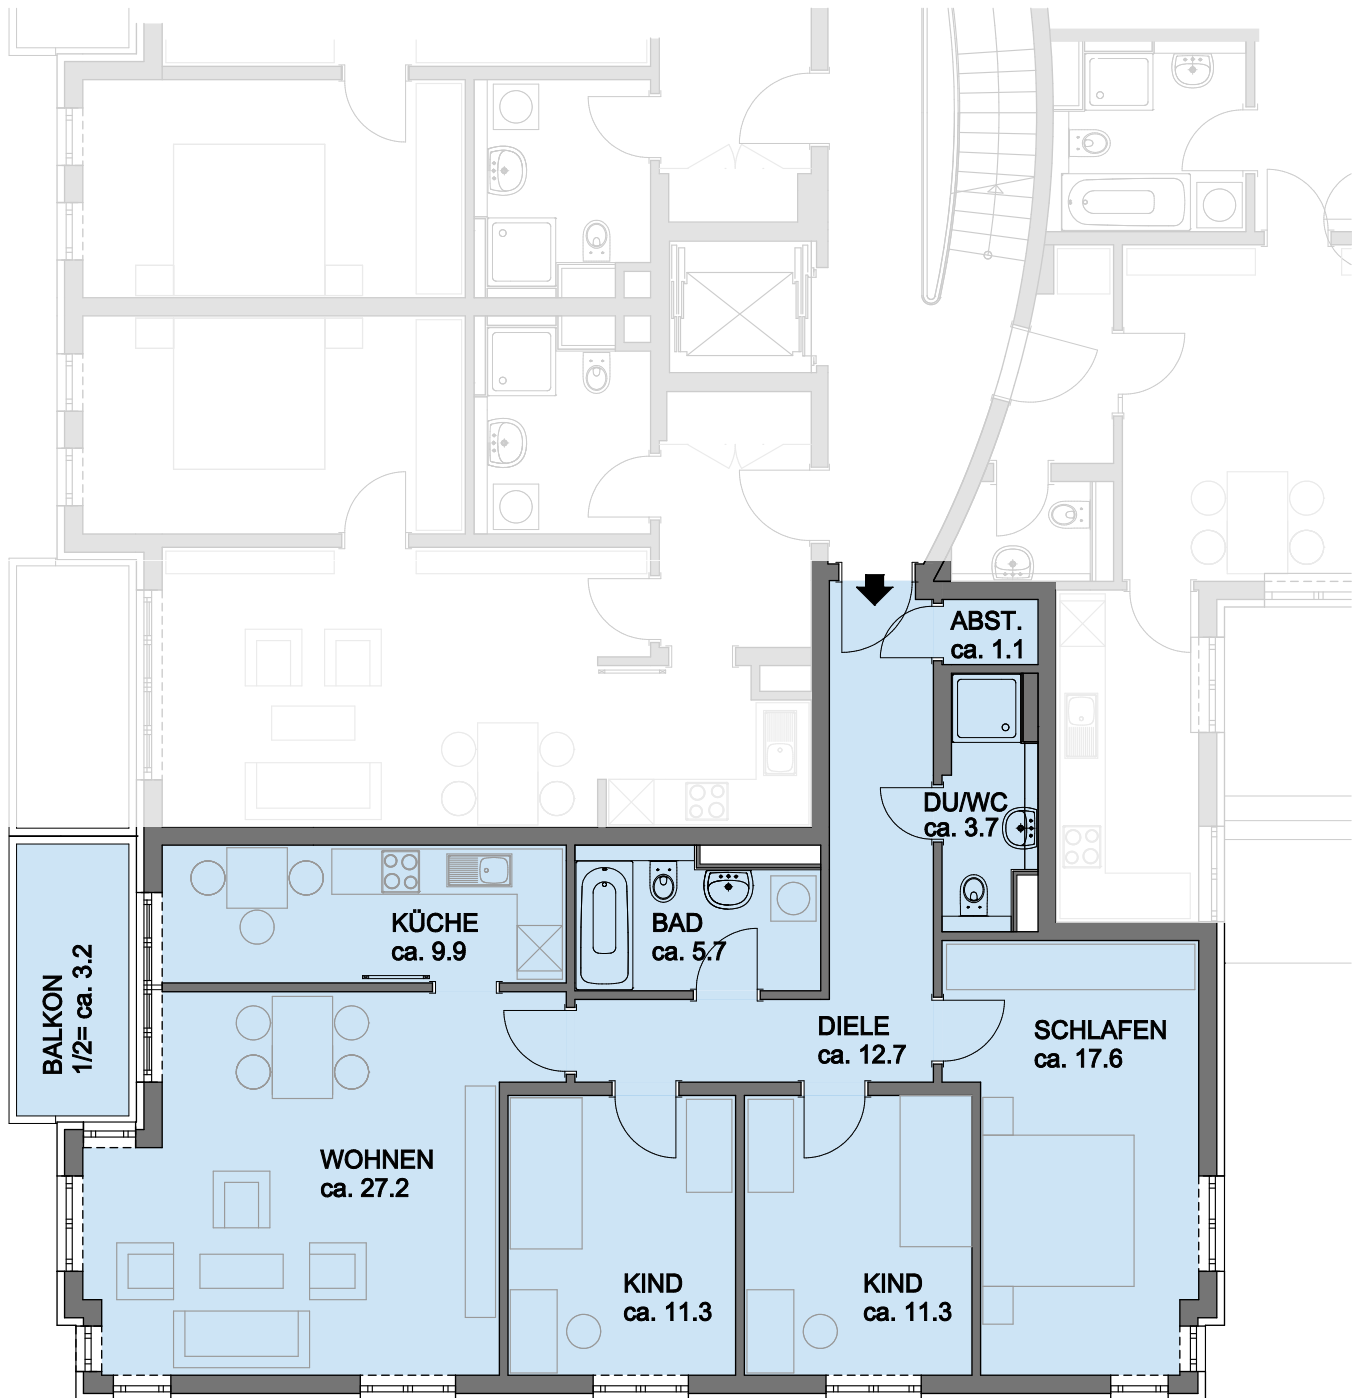 ABST.
ca. 1.1
DU/WC
ca. 3.7
KÜCHE
ca. 9.9
BAD
ca. 5.7
BALKON
1/2= ca. 3.2
DIELE
ca. 12.7
SCHLAFEN
ca. 17.6
WOHNEN
ca. 27.2
KIND
ca. 11.3
KIND
ca. 11.3